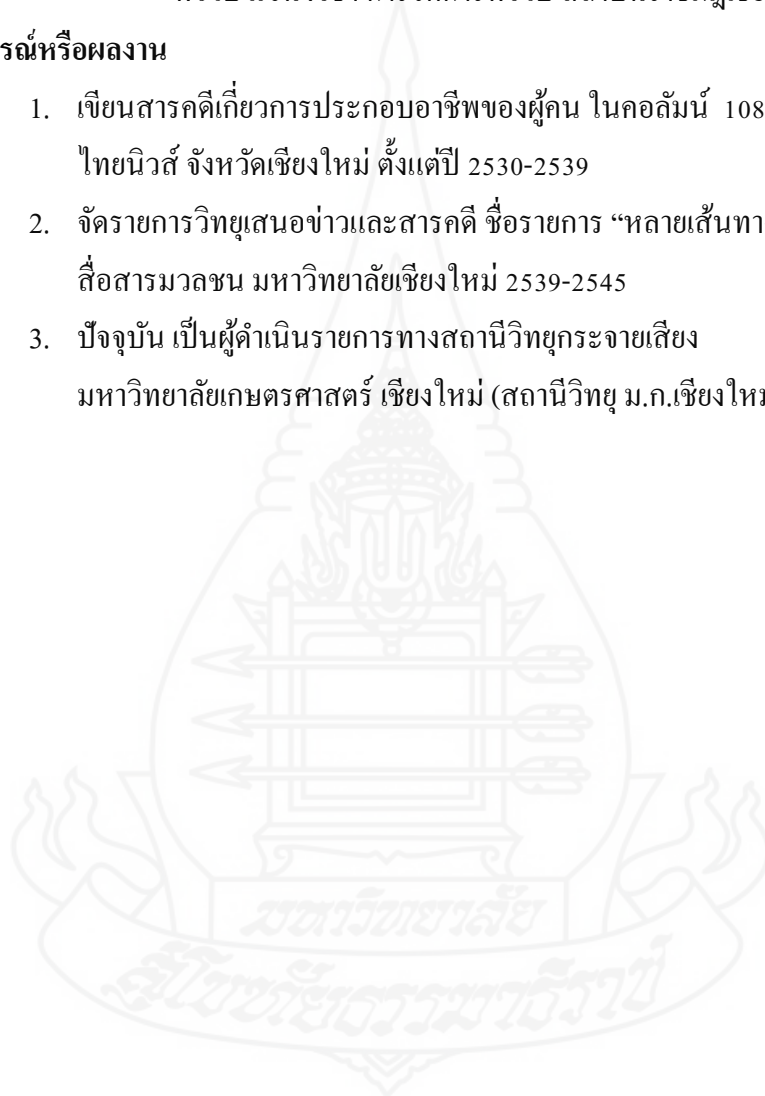 รณ์หรือผลงาน
1. เขียนสารคดีเกี่ยวการประกอบอาชีพของผู้คน ในคอลัมน์ 108
ไทยนิวส์ จังหวัดเชียงใหม่ ตั้งแต่ปี 2530-2539
2. จัดรายการวิทยุเสนอข่าวและสารคดี ชื่อรายการ “หลายเส้นทา
สื่อสารมวลชน มหาวิทยาลัยเชียงใหม่ 2539-2545
3. ปัจจุบัน เป็นผู้ดำเนินรายการทางสถานีวิทยุกระจายเสียง
มหาวิทยาลัยเกษตรศาสตร์ เชียงใหม่ (สถานีวิทยุ ม.ก.เชียงให
มหาวิทยาลัย
สุโขทัยธรรมาธิราช